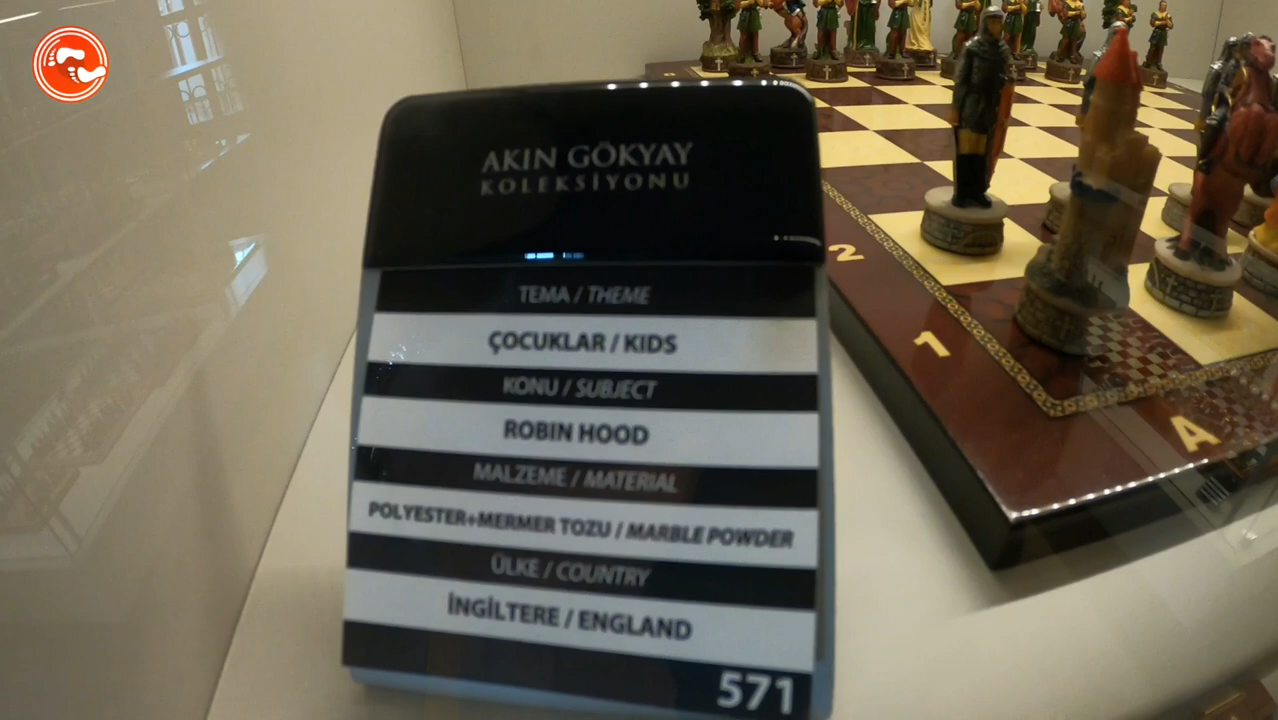 AKIN GÖKYAY
KOLEKSİYONU
TEMA / THEME
ÇOCUKLAR / KIDS
KONU / SUBJECT
ROBIN HOOD
MALZEME / MATERIAL
POLYESTER+MERMER TOZU / MARBLE POWDER
ÜLKE / COUNTRY
İNGİLTERE / ENGLAND
571
2
1
A